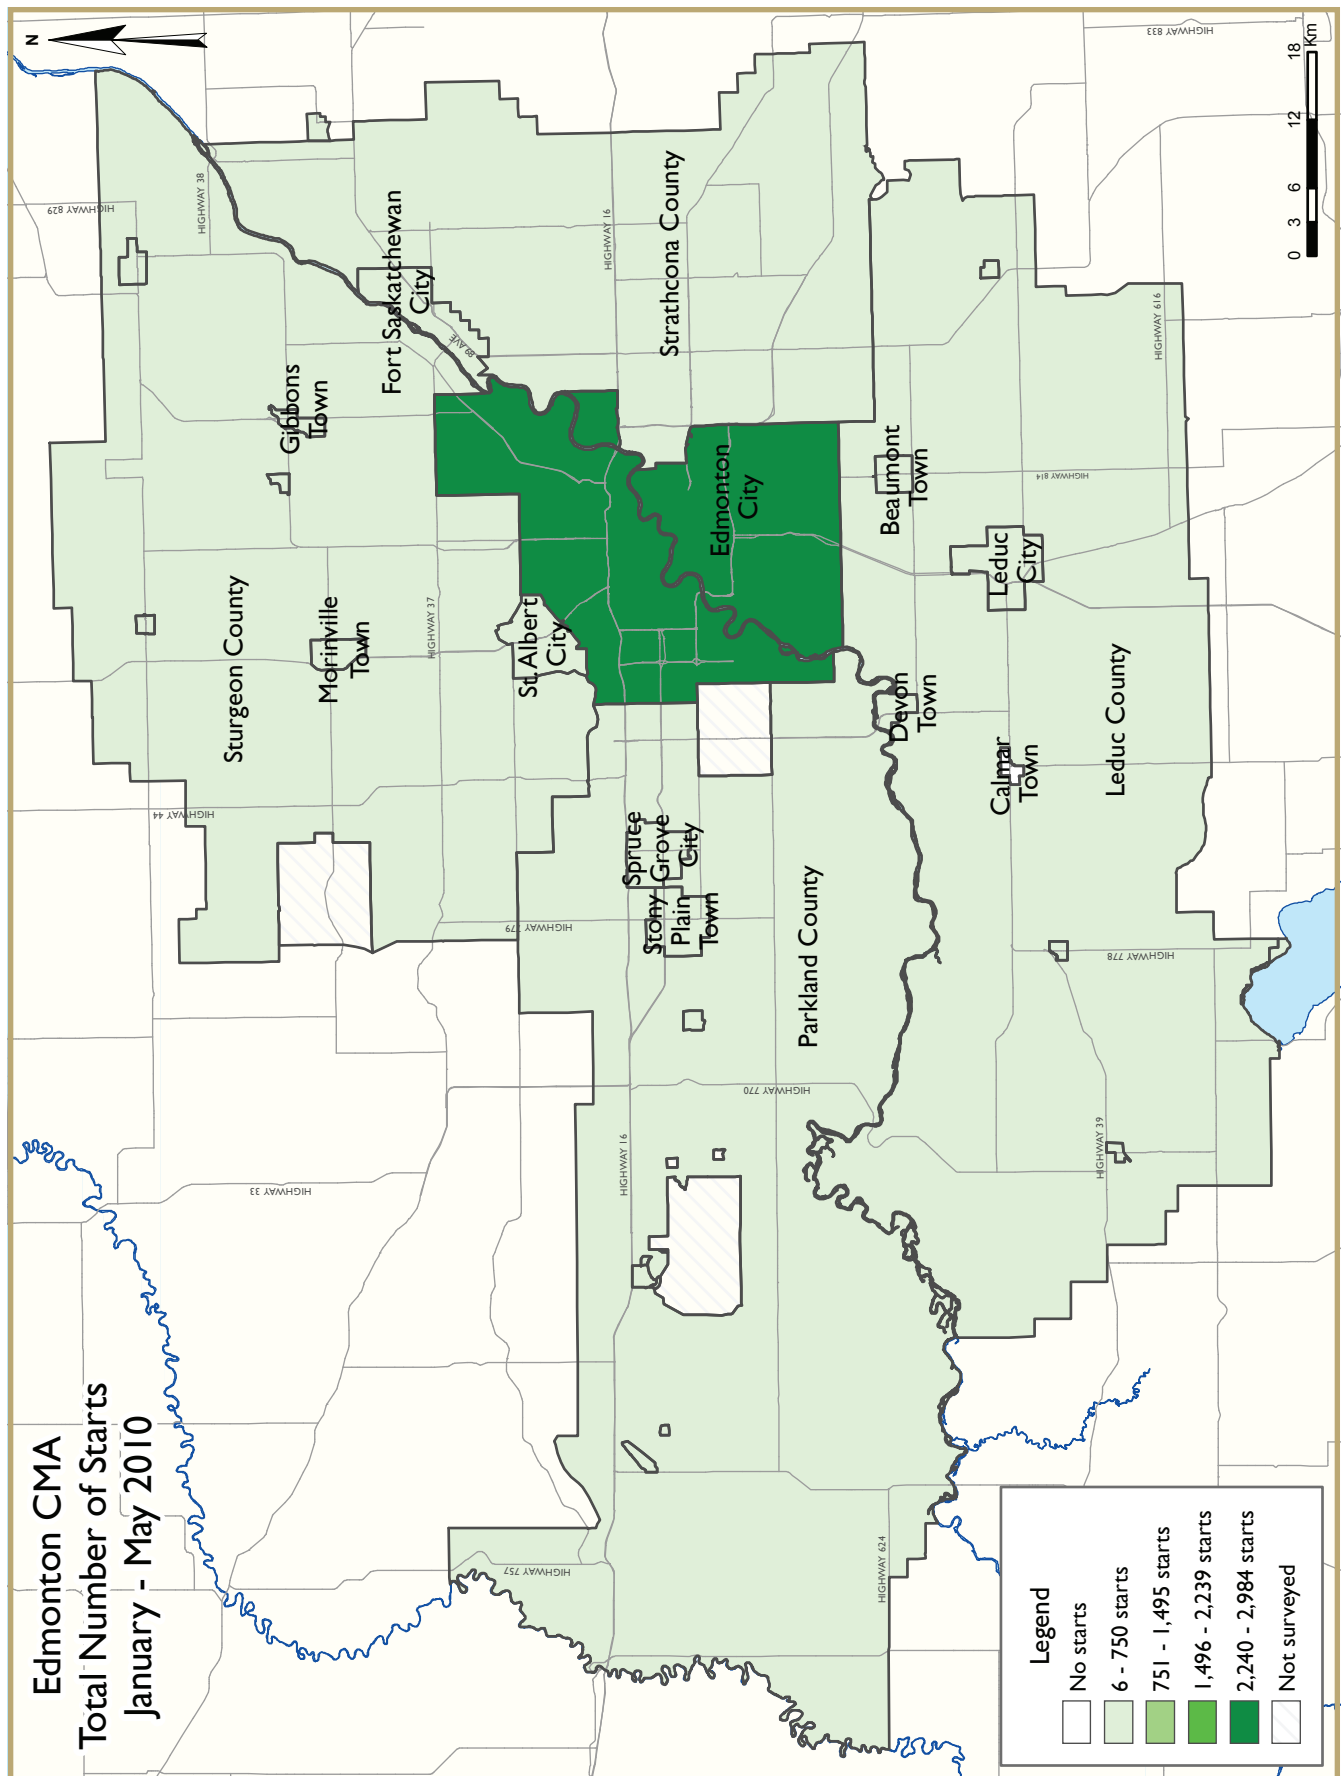 Edmonton CMA
Total Number of Starts
January - May 2010
N
HIGHWAY 829
HIGHWAY 38
HIGHWAY 833
HIGHWAY 44
Sturgeon County
Gibbons
Town
Fort Saskatchewan
City
Morinville
Town
HIGHWAY 37
89 AVE
HIGHWAY 33
HIGHWAY 779
St. Albert
City
HIGHWAY 16
Strathcona County
HIGHWAY 757
HIGHWAY 16
Spruce
Grove
City
Stony
Plain
Town
Edmonton
City
HIGHWAY 770
Parkland County
HIGHWAY 624
Devon
Town
Beaumont
Town
Leduc
City
HIGHWAY 814
Calmar
Town
Leduc County
HIGHWAY 39
HIGHWAY 778
HIGHWAY 616
Legend
No starts
6 - 750 starts
751 - 1,495 starts
1,496 - 2,239 starts
2,240 - 2,984 starts
Not surveyed
0 3 6 12 18
Km